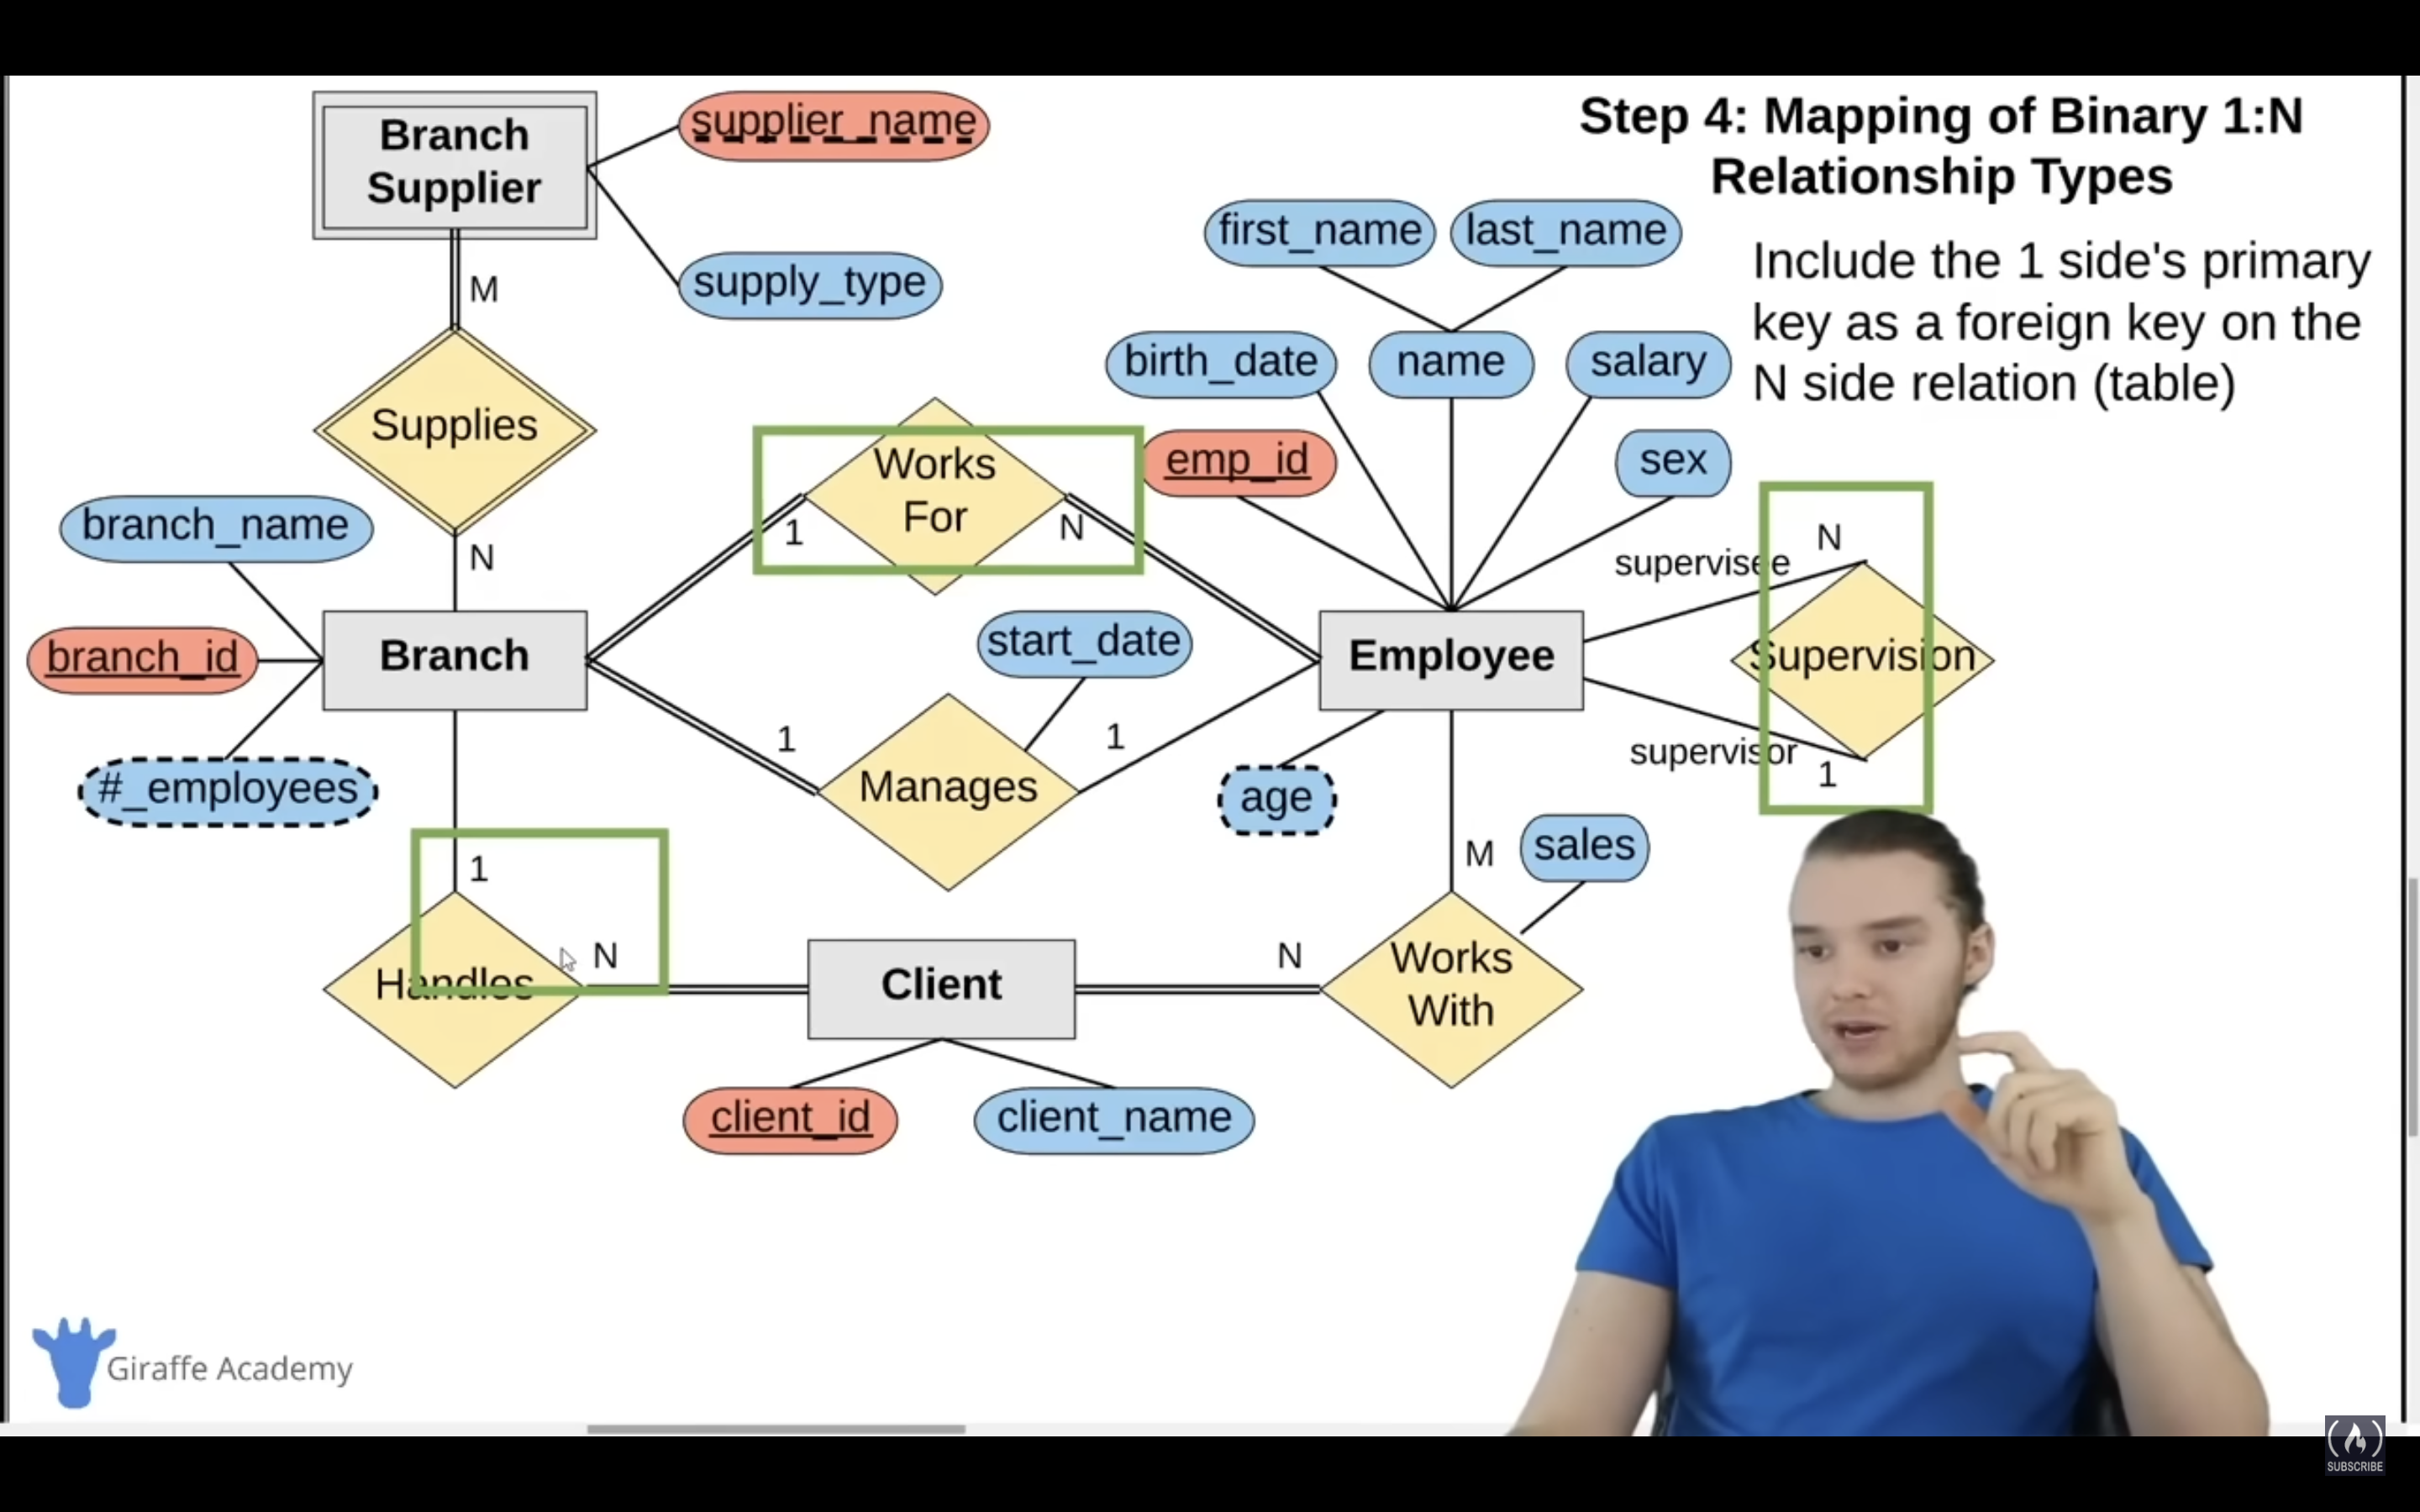 Step 4: Mapping of Binary 1:N
Relationship Types
Include the 1 side's primary
key as a foreign key on the
N side relation (table)
Branch
Supplier
supplier_name
supply_type
M
Supplies
N
first_name
last_name
birth_date
name
salary
emp_id
sex
Works
For
1
N
branch_name
branch_id
#_employees
Branch
start_date
1
Manages
1
Employee
age
supervisee
N
Supervision
supervisor
1
1
Handles
N
Client
client_id
client_name
N
M
sales
Works
With
Giraffe Academy
SUBSCRIBE